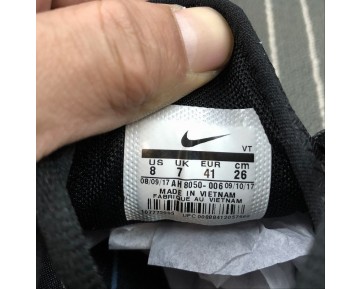 VT
US UK EUR cm
8 7 41 26
08/09/17 AH8050-006 09/10/17
MADE IN VIETNAM
FABRIQUE AU VIETNAM
UPC